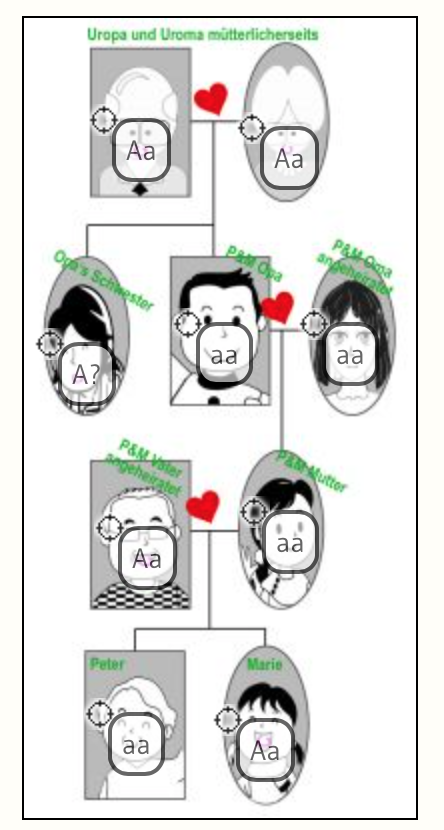 Uropa und Uroma mütterlicherseits
Aa
Aa
Opa's Schwester
P&M Opa
P&M Oma
angeheiratet
A?
aa
aa
P&M Vater
angeheiratet
P&M Mutter
Aa
aa
Peter
Marie
aa
Aa